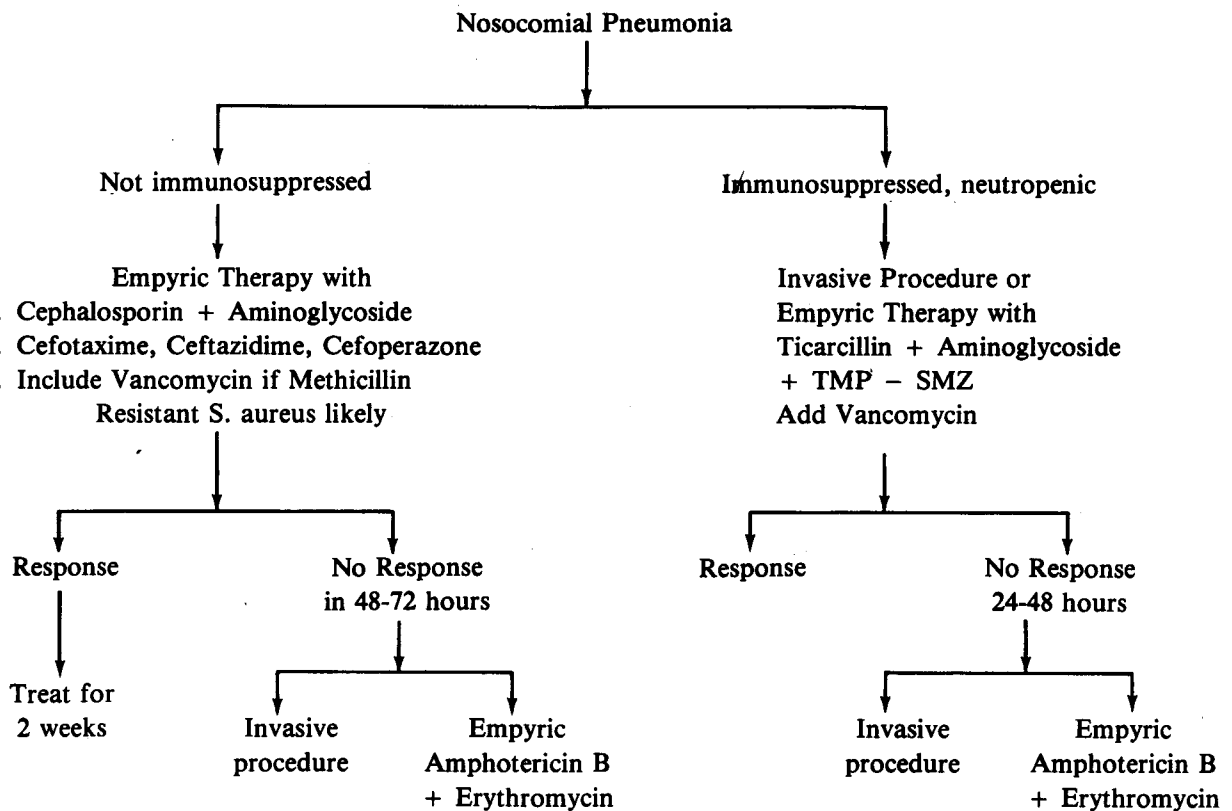 Nosocomial Pneumonia
Not immunosuppressed
Immunosuppressed, neutropenic
Empyric Therapy with
. Cephalosporin + Aminoglycoside
. Cefotaxime, Ceftazidime, Cefoperazone
. Include Vancomycin if Methicillin
Resistant S. aureus likely
Invasive Procedure or
Empyric Therapy with
Ticarcillin + Aminoglycoside
+ TMP – SMZ
Add Vancomycin
Response
No Response
in 48-72 hours
Response
No Response
24-48 hours
Treat for
2 weeks
Invasive
procedure
Empyric
Amphotericin B
+ Erythromycin
Invasive
procedure
Empyric
Amphotericin B
+ Erythromycin